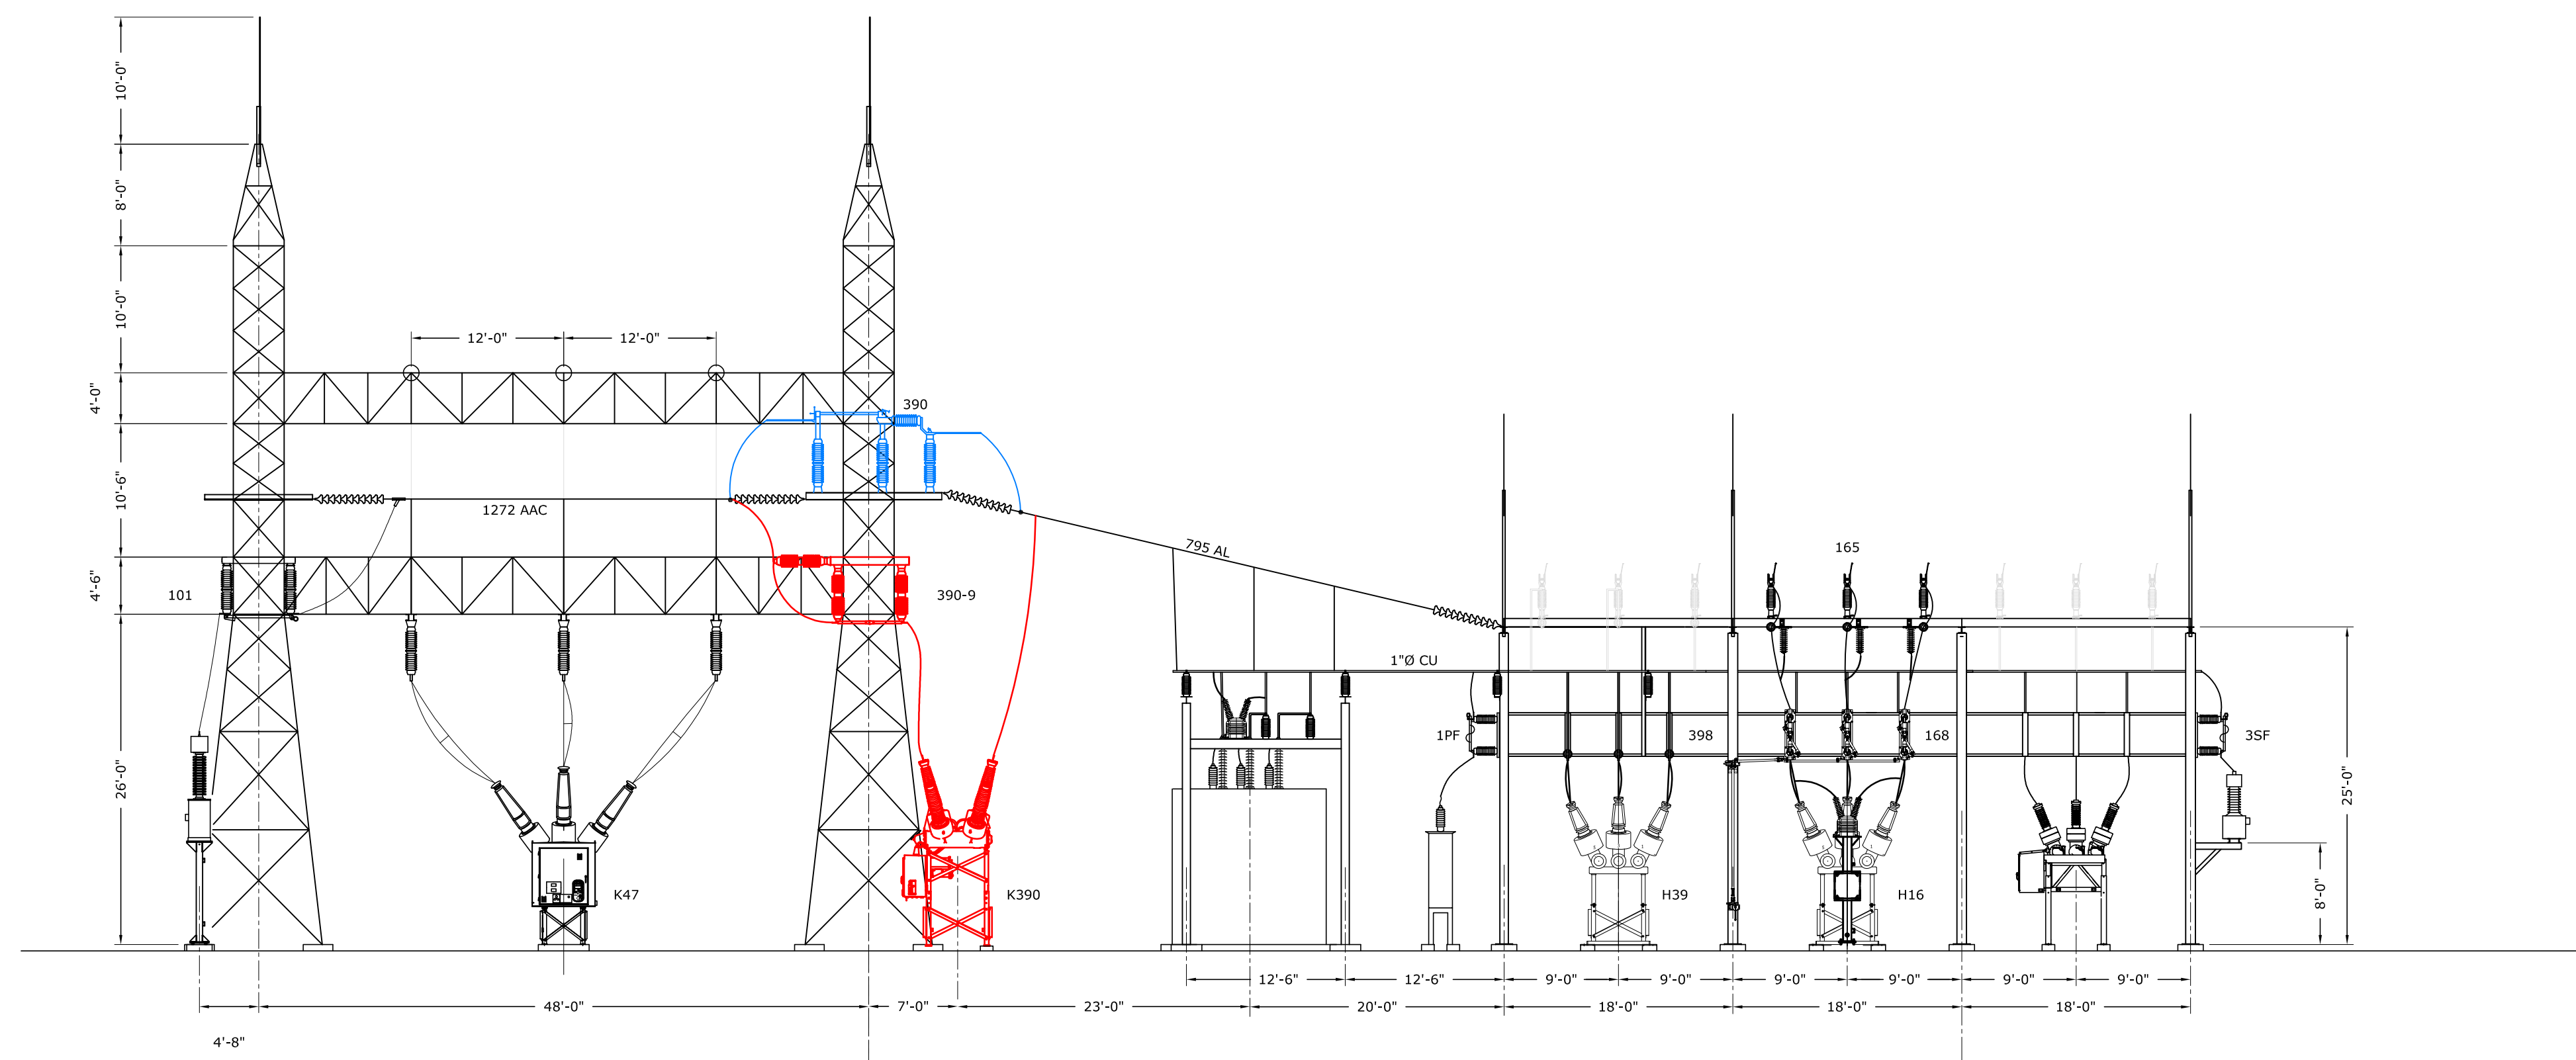 10'-0"
8'-0"
10'-0"
12'-0" 12'-0"
4'-0"
390
10'-6"
1272 AAC
795 AL
165
4'-6"
101
390-9
1"Ø CU
1PF
398
168
3SF
26'-0"
25'-0"
K47
K390
H39
H16
8'-0"
12'-6" 12'-6" 9'-0" 9'-0" 9'-0" 9'-0" 9'-0" 9'-0"
48'-0" 7'-0" 23'-0" 20'-0" 18'-0" 18'-0" 18'-0"
4'-8"